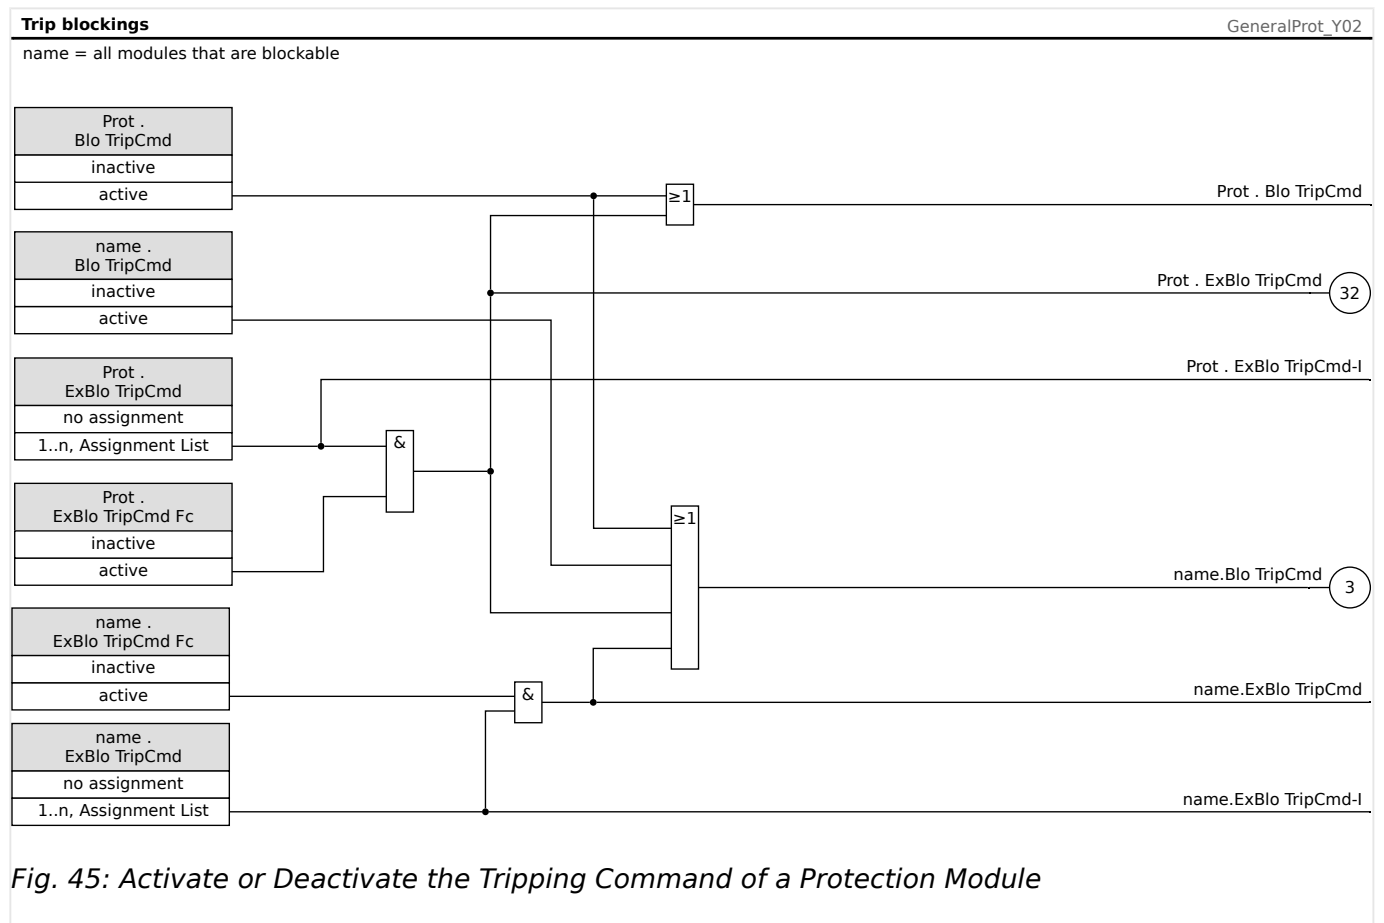 Trip blockings
GeneralProt_Y02
name = all modules that are blockable
Prot .
Blo TripCmd
inactive
active
≥1
Prot . Blo TripCmd
name .
Blo TripCmd
inactive
active
Prot . ExBlo TripCmd
32
Prot .
ExBlo TripCmd
no assignment
1..n, Assignment List
Prot . ExBlo TripCmd-I
&
Prot .
ExBlo TripCmd Fc
inactive
active
≥1
name.Blo TripCmd
3
name .
ExBlo TripCmd Fc
inactive
active
&
name.ExBlo TripCmd
name .
ExBlo TripCmd
no assignment
1..n, Assignment List
name.ExBlo TripCmd-I
Fig. 45: Activate or Deactivate the Tripping Command of a Protection Module